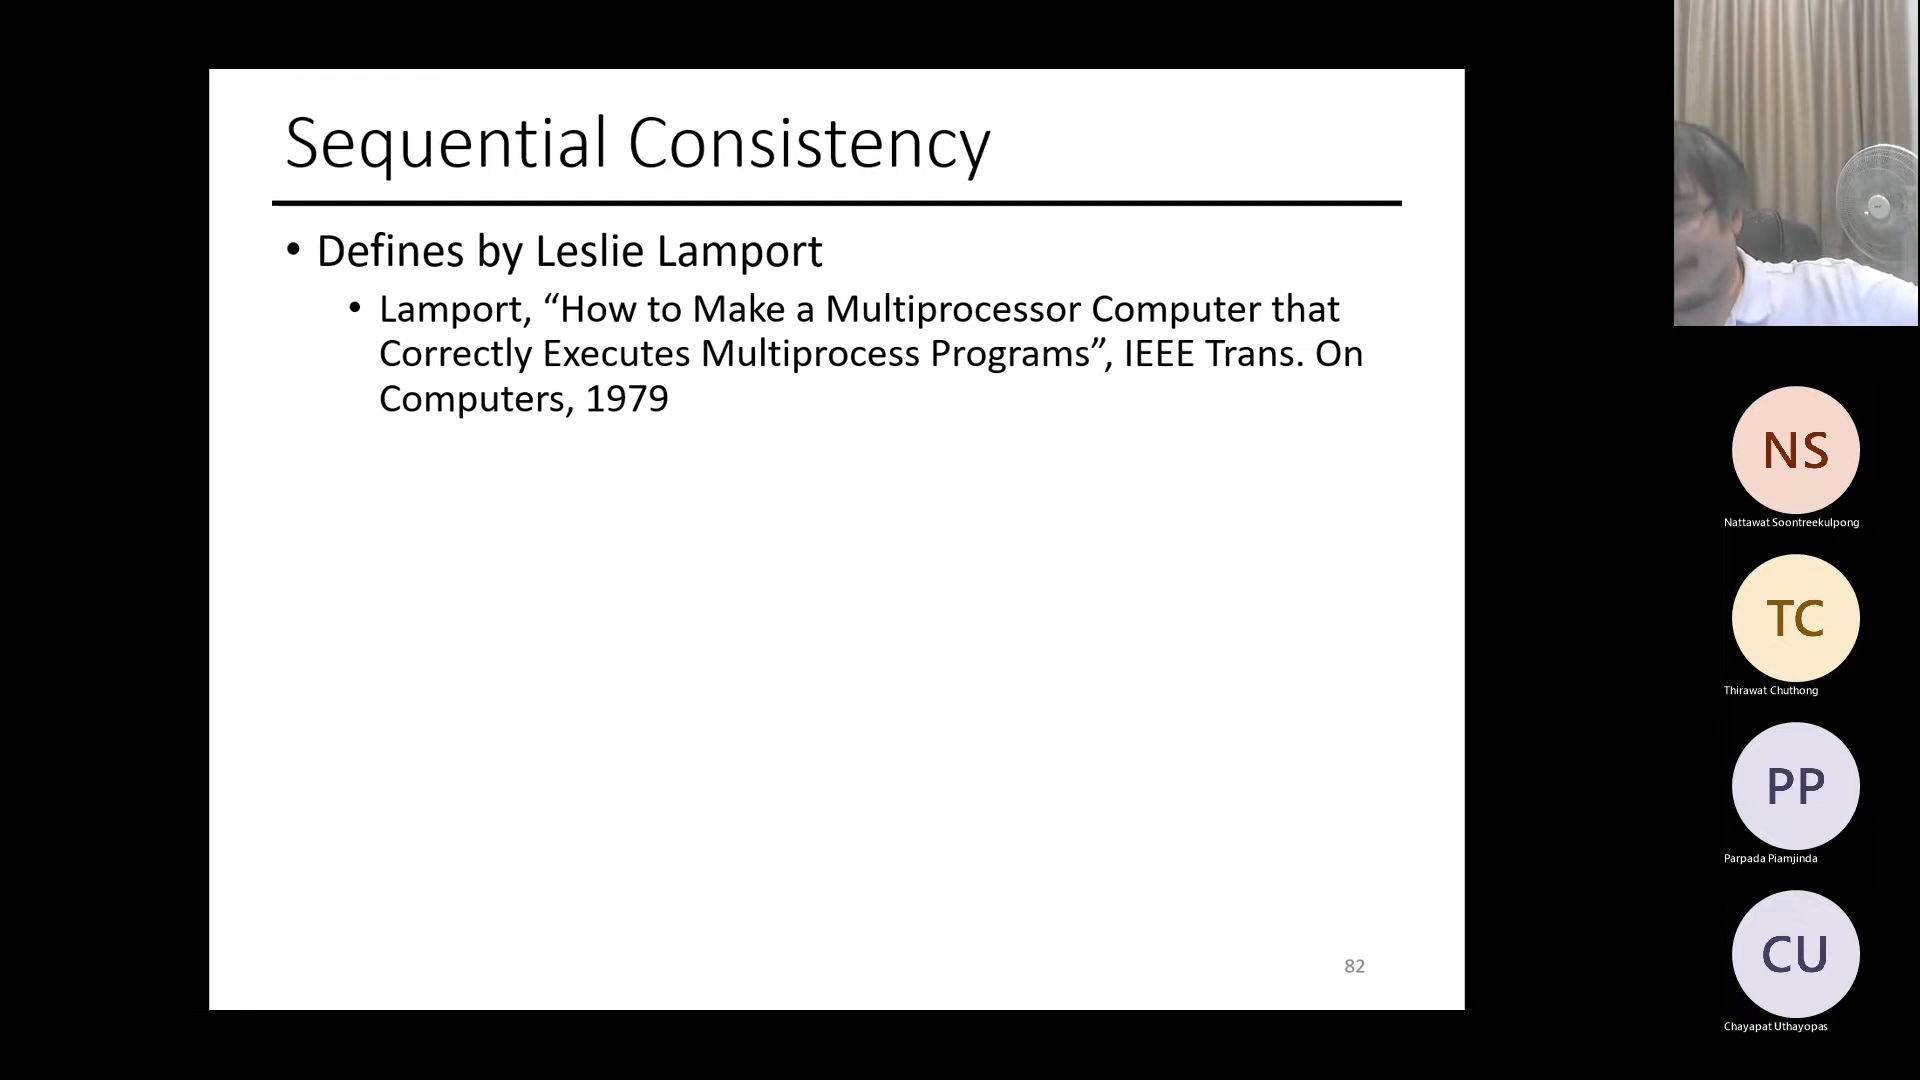 Sequential Consistency
• Defines by Leslie Lamport
• Lamport, “How to Make a Multiprocessor Computer that
Correctly Executes Multiprocess Programs”, IEEE Trans. On
Computers, 1979
82
NS
Nattawat Soontreekulpong
TC
Thirawat Chuthong
PP
Parpada Piamjinda
CU
Chayapat Uthayopas